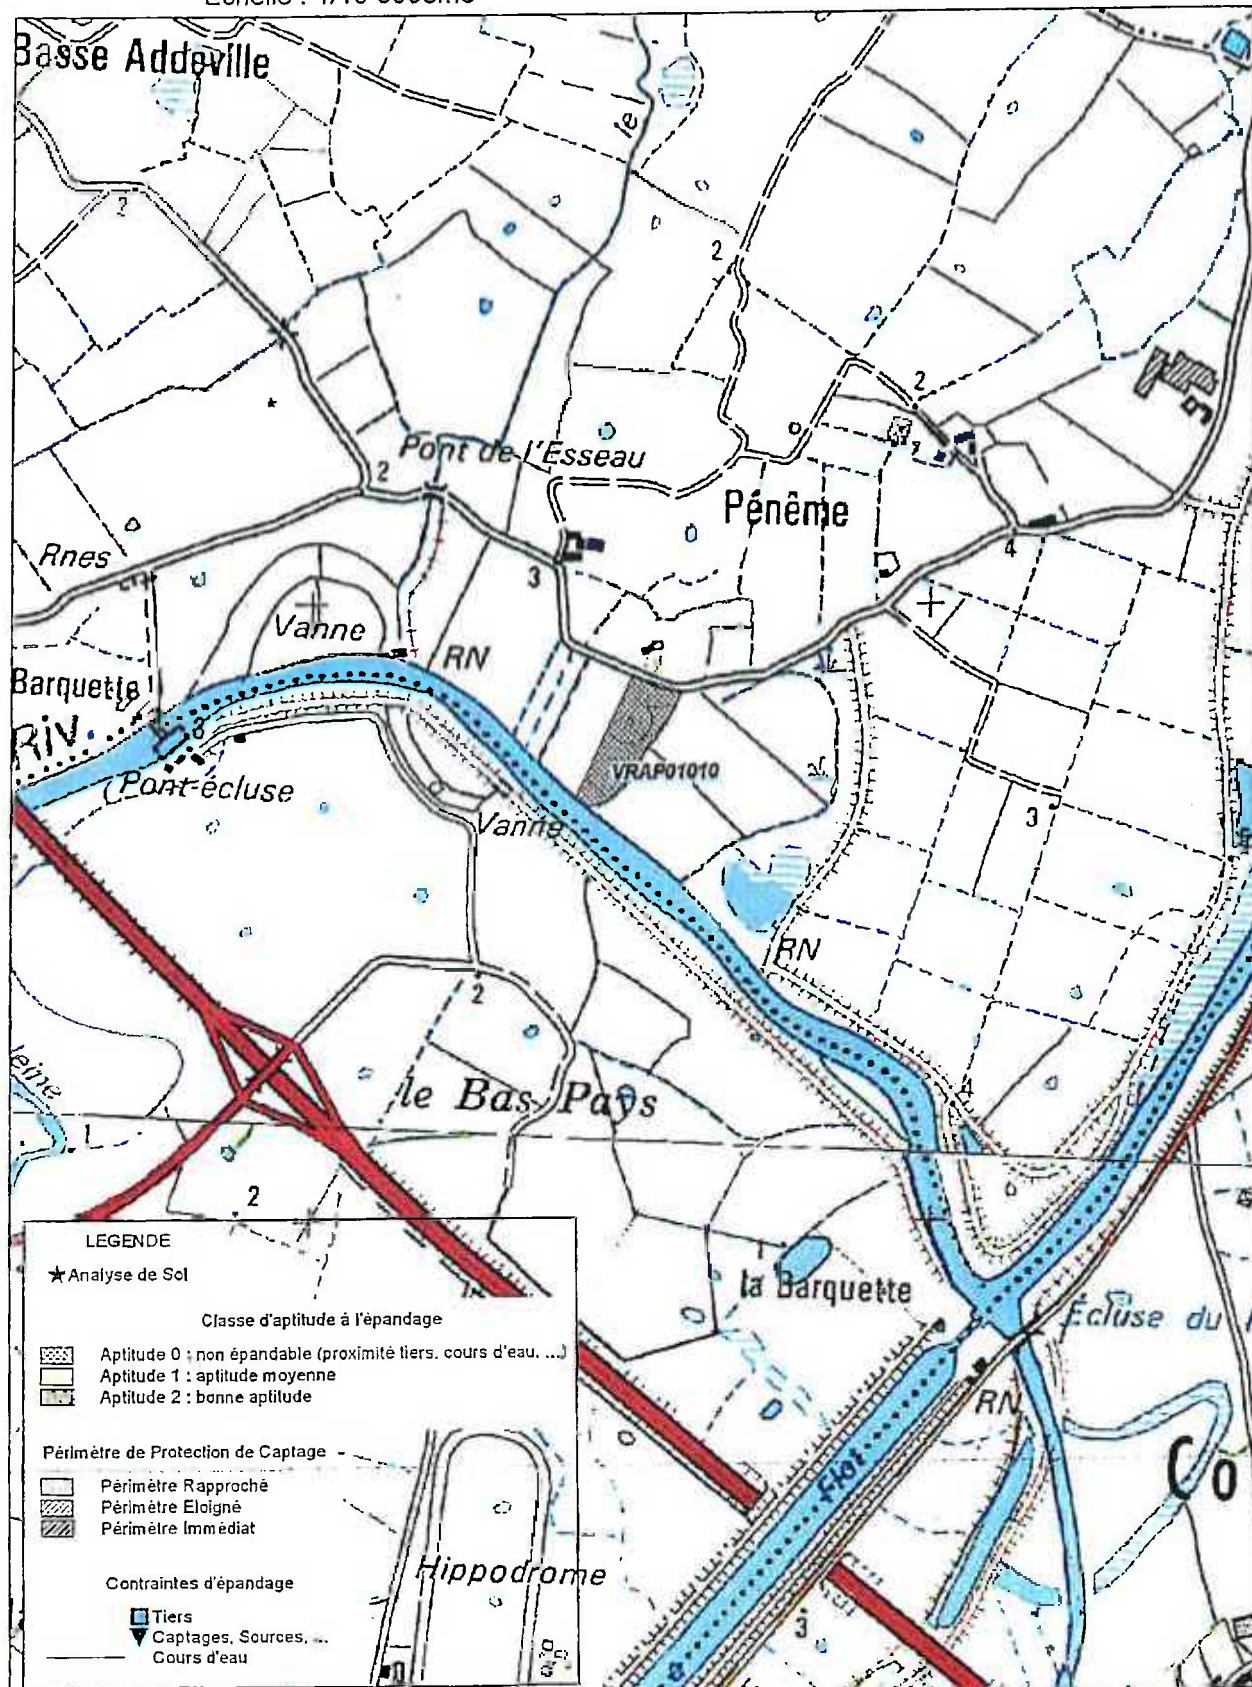 Basse Addeville
le
2
2
2
Pont de l'Esseau
2
Pénême
Rnes
3
4
Vanne
RN
Barquette
RIV.
3
VRAP01010
Pont-écluse
Vanne
3
RN
2
le Bas Pays
4
eine
1
2
6
la Barquette
Écluse du
RN
Flot
Co
Hippodrome
3
LEGENDE
Analyse de Sol
Classe d'aptitude à l'épandage
Aptitude 0 : non épandable (proximité tiers. cours d'eau. ...)
Aptitude 1 : aptitude moyenne
Aptitude 2 : bonne aptitude
Périmètre de Protection de Captage
Périmètre Rapproché
Périmètre Eloigné
Périmètre Immédiat
Contraintes d'épandage
Tiers
Captages, Sources, ...
Cours d'eau